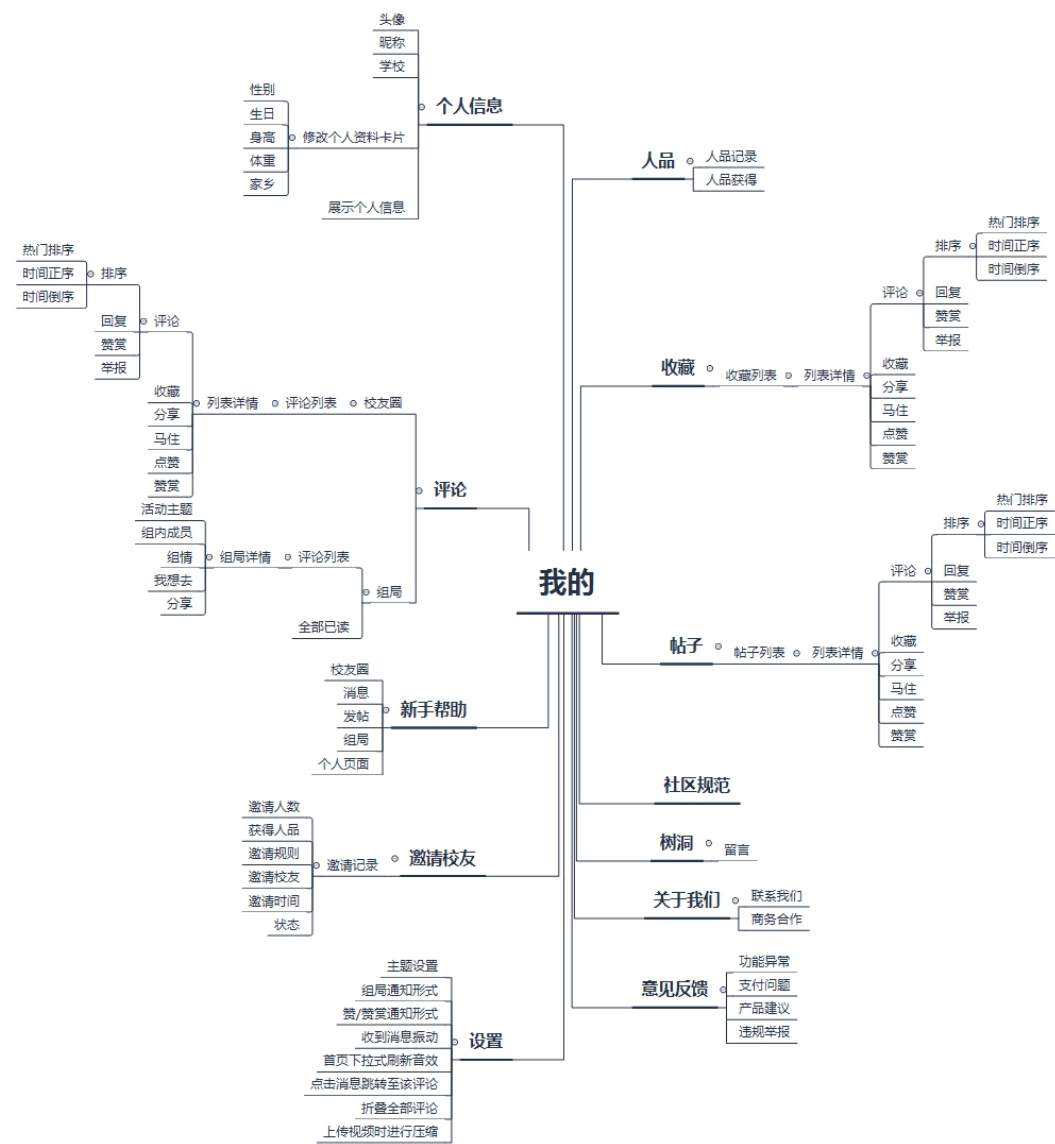 我的
个人信息
头像
昵称
学校
修改个人资料卡片
性别
生日
身高
体重
家乡
展示个人信息
评论
校友圈
评论列表
列表详情
评论
排序
热门排序
时间正序
时间倒序
回复
赞赏
举报
收藏
分享
马住
点赞
赞赏
组局
评论列表
组局详情
活动主题
组内成员
组情
我想去
分享
全部已读
新手帮助
校友圈
消息
发帖
组局
个人页面
邀请校友
邀请记录
邀请人数
获得人品
邀请规则
邀请校友
邀请时间
状态
设置
主题设置
组局通知形式
赞/赞赏通知形式
收到消息振动
首页下拉式刷新音效
点击消息跳转至该评论
折叠全部评论
上传视频时进行压缩
人品
人品记录
人品获得
收藏
收藏列表
列表详情
评论
排序
热门排序
时间正序
时间倒序
回复
赞赏
举报
收藏
分享
马住
点赞
赞赏
帖子
帖子列表
列表详情
评论
排序
热门排序
时间正序
时间倒序
回复
赞赏
举报
收藏
分享
马住
点赞
赞赏
社区规范
树洞
留言
关于我们
联系我们
商务合作
意见反馈
功能异常
支付问题
产品建议
违规举报